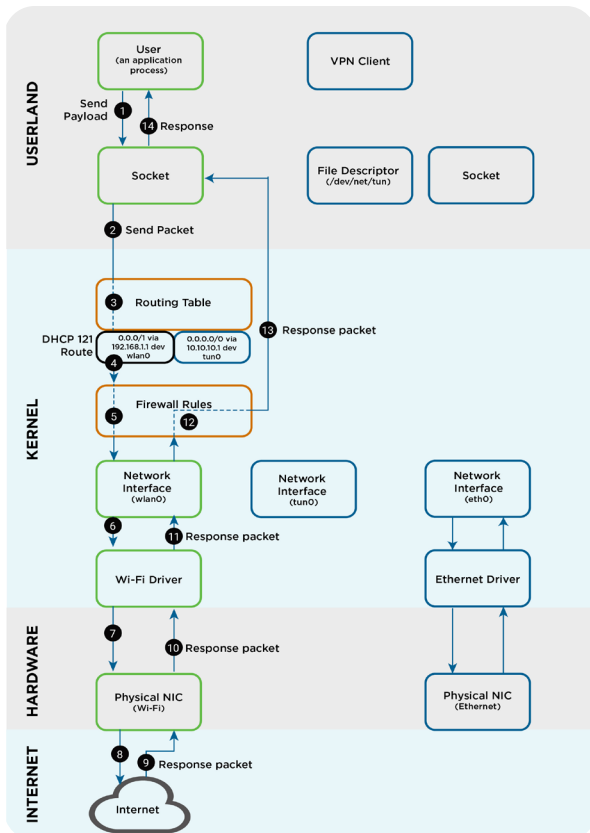 USERLAND
User
(an application
process)
VPN Client
Send
Payload
1
14
Response
Socket
File Descriptor
(/dev/net/tun)
Socket
2
Send Packet
KERNEL
3
Routing Table
13
Response packet
DHCP 121
Route
0.0.0/1 via
192.168.1.1 dev
wlan0
0.0.0.0/0 via
10.10.10.1 dev
tun0
4
Firewall Rules
5
12
Network
Interface
(wlan0)
Network
Interface
(tun0)
Network
Interface
(eth0)
6
11
Response packet
Wi-Fi Driver
Ethernet Driver
HARDWARE
7
10
Response packet
Physical NIC
(Wi-Fi)
Physical NIC
(Ethernet)
INTERNET
8
9
Response packet
Internet